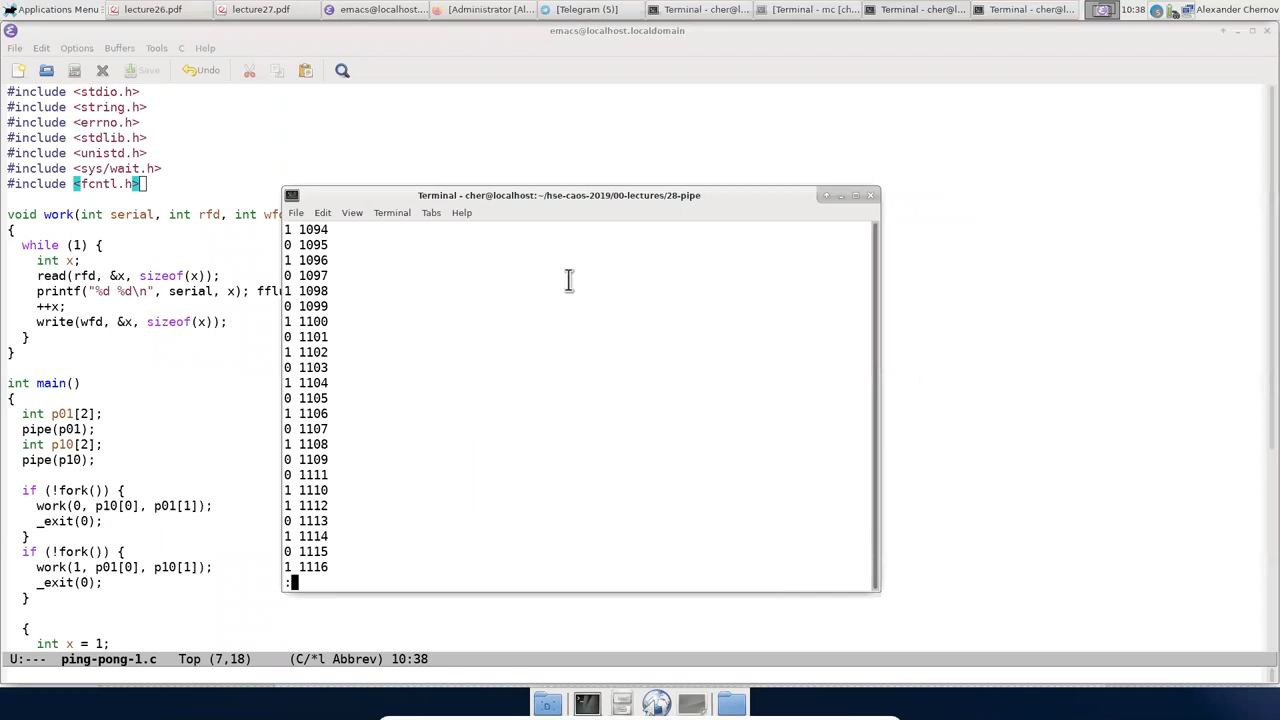 Applications Menu
lecture26.pdf
lecture27.pdf
emacs@localhost....
[Administrator [Al...
[Telegram (5)]
Terminal - cher@l...
[Terminal - mc [ch...
Terminal - cher@l...
Terminal - cher@l...
10:38
Alexander Chernov
emacs@localhost.localdomain
File Edit Options Buffers Tools C Help
Save Undo
#include <stdio.h>
#include <string.h>
#include <errno.h>
#include <stdlib.h>
#include <unistd.h>
#include <sys/wait.h>
#include <fcntl.h>
void work(int serial, int rfd, int wfd
{
while (1) {
int x;
read(rfd, &x, sizeof(x));
printf("%d %d\n", serial, x); fflu
++x;
write(wfd, &x, sizeof(x));
}
}
int main()
{
int p01[2];
pipe(p01);
int p10[2];
pipe(p10);
if (!fork()) {
work(0, p10[0], p01[1]);
_exit(0);
}
if (!fork()) {
work(1, p01[0], p10[1]);
_exit(0);
}
{
int x = 1;
U:--- ping-pong-1.c Top (7,18) (C/*l Abbrev) 10:38
Terminal - cher@localhost:~/hse-caos-2019/00-lectures/28-pipe
File Edit View Terminal Tabs Help
1 1094
0 1095
1 1096
0 1097
1 1098
0 1099
1 1100
0 1101
1 1102
0 1103
1 1104
0 1105
1 1106
0 1107
1 1108
0 1109
0 1111
1 1110
1 1112
0 1113
1 1114
0 1115
1 1116
: